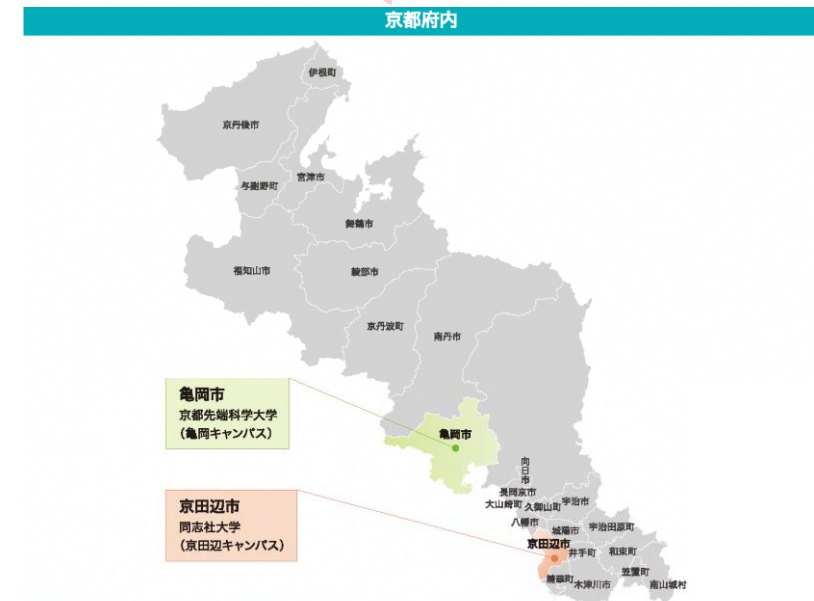 京都府内
伊根町
京丹後市
宮津市
与謝野町
舞鶴市
福知山市
綾部市
京丹波町
南丹市
亀岡市
京都先端科学大学
（亀岡キャンパス）
亀岡市
向日市
長岡京市
大山崎町
久御山町
宇治市
八幡市
城陽市
宇治田原町
京田辺市
同志社大学
（京田辺キャンパス）
京田辺市
井手町
和束町
笠置町
精華町
木津川市
南山城村